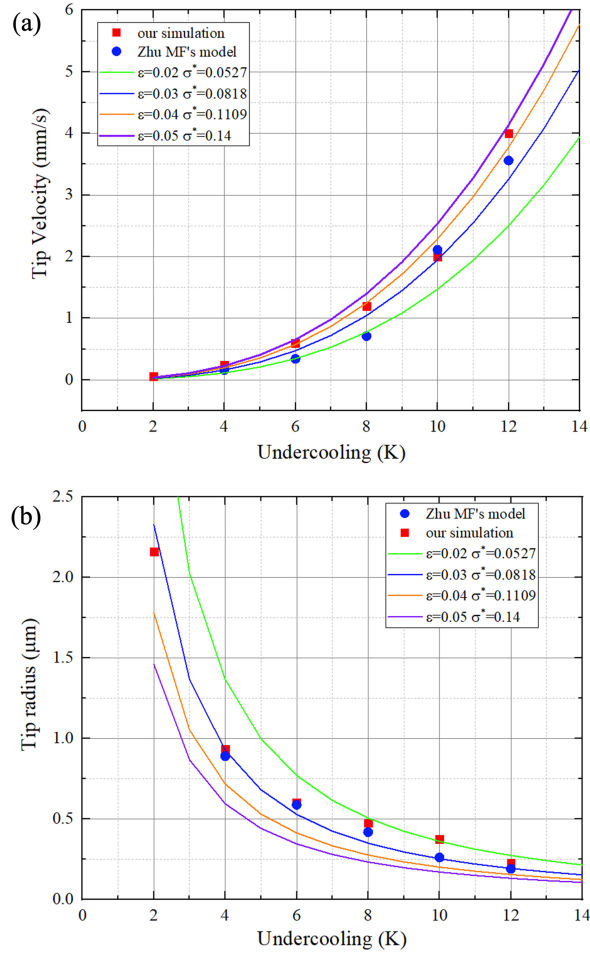 (a)
6
5
4
3
2
1
0
Tip Velocity (mm/s)
our simulation
Zhu MF's model
ε=0.02 σ*=0.0527
ε=0.03 σ*=0.0818
ε=0.04 σ*=0.1109
ε=0.05 σ*=0.14
0 2 4 6 8 10 12 14
Undercooling (K)
(b)
2.5
2.0
1.5
1.0
0.5
0.0
Tip radius (μm)
Zhu MF's model
our simulation
ε=0.02 σ*=0.0527
ε=0.03 σ*=0.0818
ε=0.04 σ*=0.1109
ε=0.05 σ*=0.14
0 2 4 6 8 10 12 14
Undercooling (K)